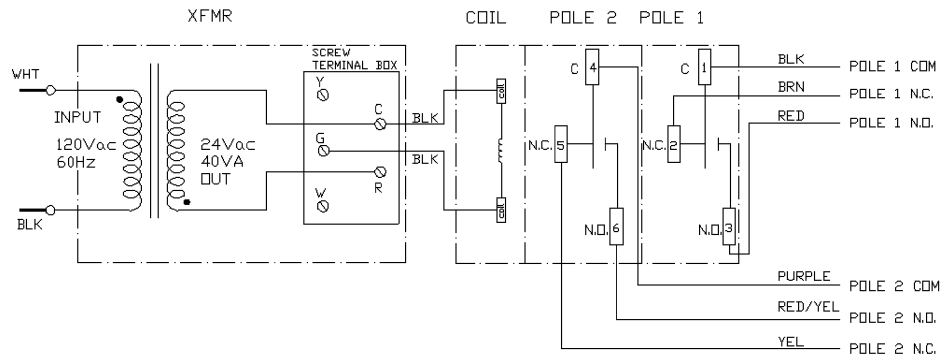 XFMR
COIL
POLE 2
POLE 1
SCREW
TERMINAL BOX
WHT
INPUT
120Vac
60Hz
BLK
24Vac
40VA
OUT
Y
C
G
R
W
BLK
BLK
coil
coil
C 4
N.C. 5
N.O. 6
C 1
N.C. 2
N.O. 3
BLK POLE 1 COM
BRN POLE 1 N.C.
RED POLE 1 N.O.
PURPLE POLE 2 COM
RED/YEL POLE 2 N.O.
YEL POLE 2 N.C.